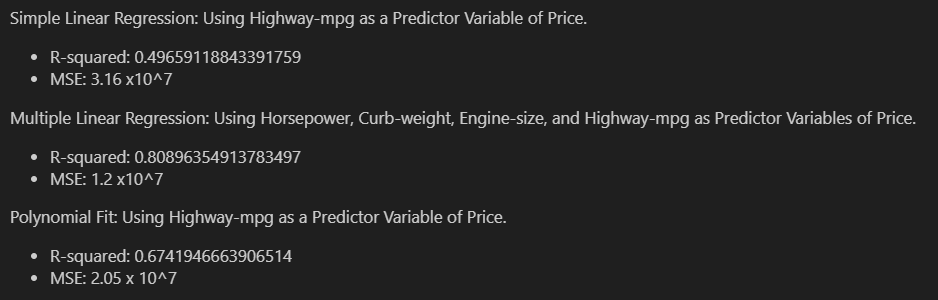 Simple Linear Regression: Using Highway-mpg as a Predictor Variable of Price.
• R-squared: 0.49659118843391759
• MSE: 3.16 x10^7
Multiple Linear Regression: Using Horsepower, Curb-weight, Engine-size, and Highway-mpg as Predictor Variables of Price.
• R-squared: 0.80896354913783497
• MSE: 1.2 x10^7
Polynomial Fit: Using Highway-mpg as a Predictor Variable of Price.
• R-squared: 0.6741946663906514
• MSE: 2.05 x 10^7